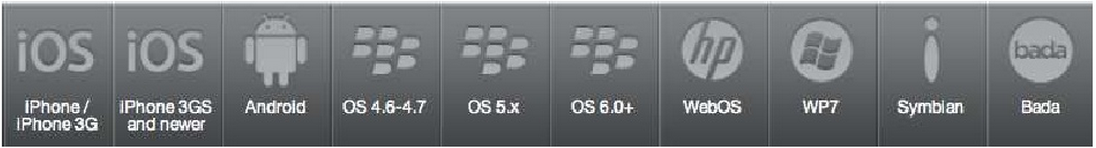 iOS iOS hp bada
iPhone / iPhone 3GS Android OS 4.6-4.7 OS 5.x OS 6.0+ WebOS WP7 Symbian Bada
iPhone 3G and newer